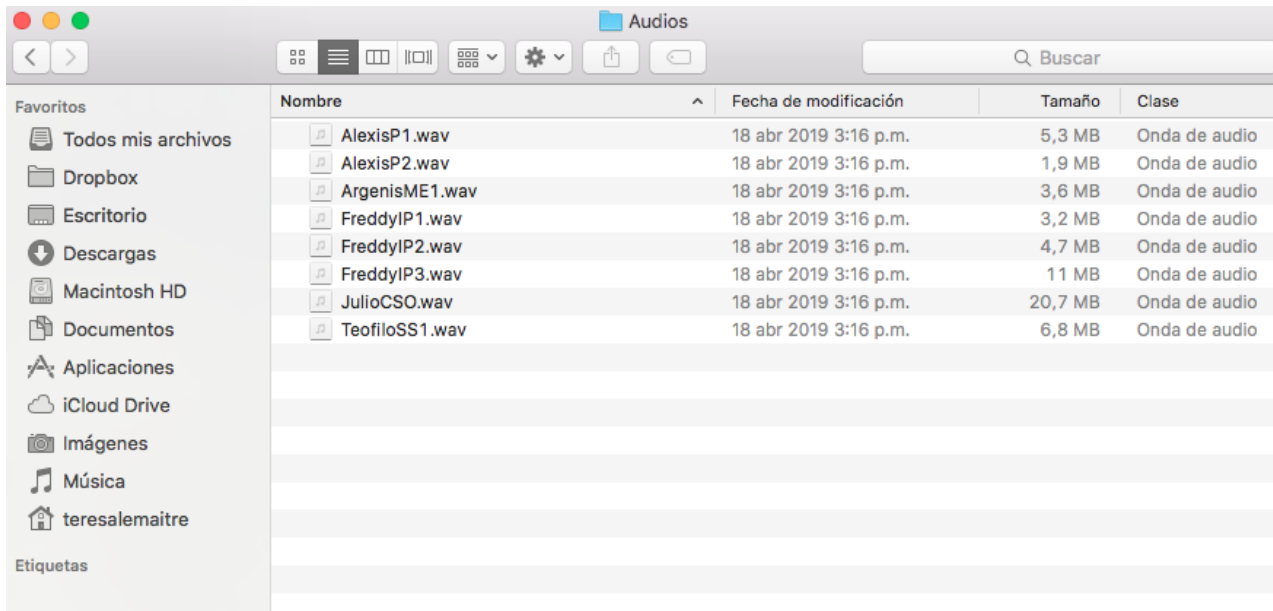 Audios
Buscar
Favoritos
Todos mis archivos
Dropbox
Escritorio
Descargas
Macintosh HD
Documentos
Aplicaciones
iCloud Drive
Imágenes
Música
teresalemaitre
Etiquetas
Nombre Fecha de modificación Tamaño Clase
AlexisP1.wav 18 abr 2019 3:16 p.m. 5,3 MB Onda de audio
AlexisP2.wav 18 abr 2019 3:16 p.m. 1,9 MB Onda de audio
ArgenisME1.wav 18 abr 2019 3:16 p.m. 3,6 MB Onda de audio
FreddyIP1.wav 18 abr 2019 3:16 p.m. 3,2 MB Onda de audio
FreddyIP2.wav 18 abr 2019 3:16 p.m. 4,7 MB Onda de audio
FreddyIP3.wav 18 abr 2019 3:16 p.m. 11 MB Onda de audio
JulioCSO.wav 18 abr 2019 3:16 p.m. 20,7 MB Onda de audio
TeofiloSS1.wav 18 abr 2019 3:16 p.m. 6,8 MB Onda de audio